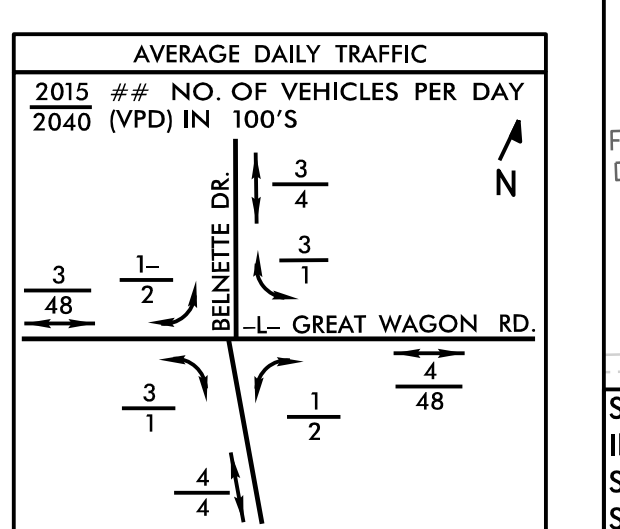 AVERAGE DAILY TRAFFIC
2015 ## NO. OF VEHICLES PER DAY
2040 (VPD) IN 100'S
N
3
4
BELNETTE DR.
3
1
1-
2
3
48
-L- GREAT WAGON RD.
4
48
3
1
1
2
4
4